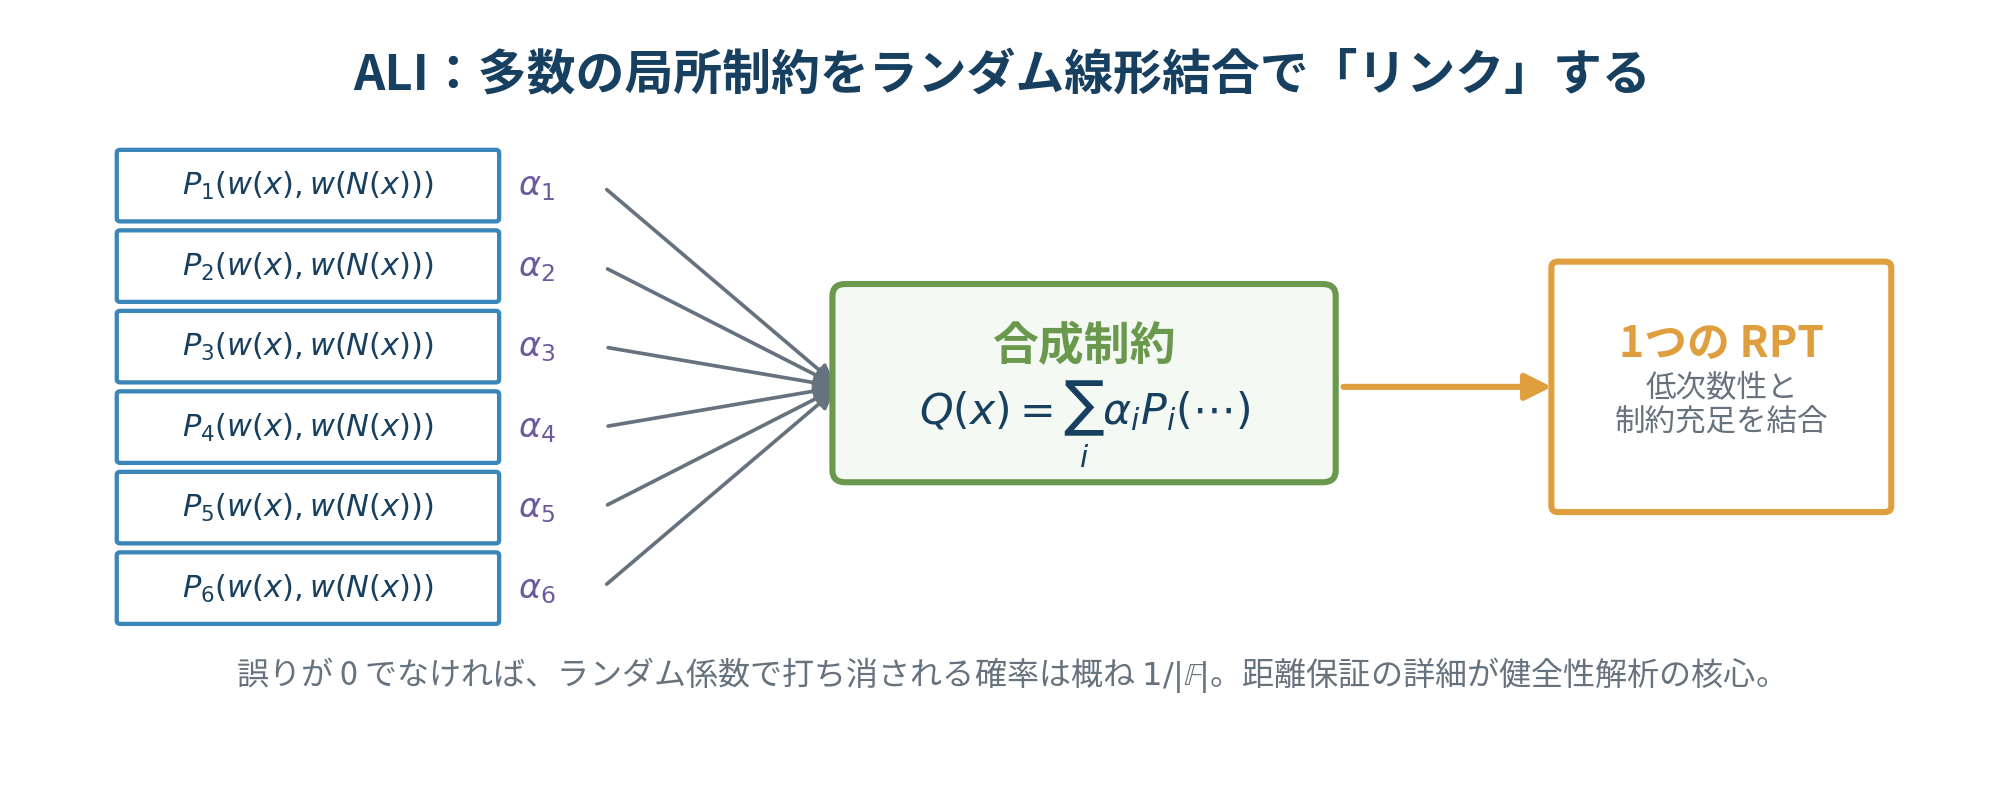 ALI：多数の局所制約をランダム線形結合で「リンク」する
P₁(w(x), w(N(x))) α₁
P₂(w(x), w(N(x))) α₂
P₃(w(x), w(N(x))) α₃
P₄(w(x), w(N(x))) α₄
P₅(w(x), w(N(x))) α₅
P₆(w(x), w(N(x))) α₆
合成制約
Q(x) = ∑ᵢ αᵢPᵢ(⋯)
1つの RPT
低次数性と
制約充足を結合
誤りが 0 でなければ、ランダム係数で打ち消される確率は概ね 1/|𝔽|。距離保証の詳細が健全性解析の核心。